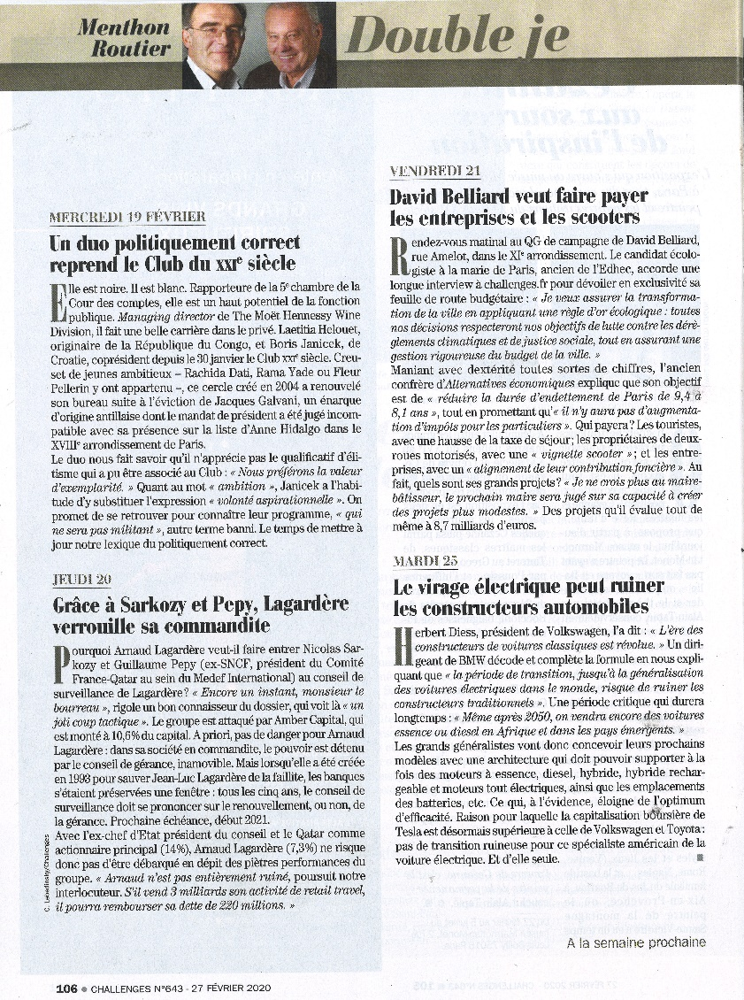 Menthon
Routier
Double je
MERCREDI 19 FÉVRIER
Un duo politiquement correct
reprend le Club du XXIe siècle
Elle est noire. Il est blanc. Rapporteure de la 5e chambre de la
Cour des comptes, elle est un haut potentiel de la fonction
publique. Managing director de The Moët Hennessy Wine
Division, il fait une belle carrière dans le privé. Laetitia Helouet,
originaire de la République du Congo, et Boris Janicek, de
Croatie, coprésident depuis le 30 janvier le Club XXIe siècle. Creu-
set de jeunes ambitieux – Rachida Dati, Rama Yade ou Fleur
Pellerin y ont appartenu –, ce cercle créé en 2004 a renouvelé
son bureau suite à l'éviction de Jacques Galvani, un énarque
d'origine antillaise dont le mandat de président a été jugé incom-
patible avec sa présence sur la liste d'Anne Hidalgo dans le
XVIIIe arrondissement de Paris.
Le duo nous fait savoir qu'il n'apprécie pas le qualificatif d'éli-
tisme qui a pu être associé au Club : « Nous préférons la valeur
d'exemplarité. » Quant au mot « ambition », Janicek a l'habi-
tude d'y substituer l'expression « volonté aspirationnelle ». On
promet de se retrouver pour connaître leur programme, « qui
ne sera pas militant », autre terme banni. Le temps de mettre à
jour notre lexique du politiquement correct.
JEUDI 20
Grâce à Sarkozy et Pepy, Lagardère
verrouille sa commandite
Pourquoi Arnaud Lagardère veut-il faire entrer Nicolas Sar-
kozy et Guillaume Pepy (ex-SNCF, président du Comité
France-Qatar au sein du Medef International) au conseil de
surveillance de Lagardère ? « Encore un instant, monsieur le
bourreau », rigole un bon connaisseur du dossier, qui voit là « un
joli coup tactique ». Le groupe est attaqué par Amber Capital, qui
est monté à 10,6% du capital. A priori, pas de danger pour Arnaud
Lagardère : dans sa société en commandite, le pouvoir est détenu
par le conseil de gérance, inamovible. Mais lorsqu'elle a été créée
en 1993 pour sauver Jean-Luc Lagardère de la faillite, les banques
s'étaient préservées une fenêtre : tous les cinq ans, le conseil de
surveillance doit se prononcer sur le renouvellement, ou non, de
la gérance. Prochaine échéance, début 2021.
Avec l'ex-chef d'Etat président du conseil et le Qatar comme
actionnaire principal (14%), Arnaud Lagardère (7,3%) ne risque
donc pas d'être débarqué en dépit des piètres performances du
groupe. « Arnaud n'est pas entièrement ruiné, poursuit notre
interlocuteur. S'il vend 3 milliards son activité de retail travel,
il pourra rembourser sa dette de 220 millions. »
C. Lebedinsky/Challenges
VENDREDI 21
David Belliard veut faire payer
les entreprises et les scooters
Rendez-vous matinal au QG de campagne de David Belliard,
rue Amelot, dans le XIe arrondissement. Le candidat écolo-
giste à la marie de Paris, ancien de l'Edhec, accorde une
longue interview à challenges.fr pour dévoiler en exclusivité sa
feuille de route budgétaire : « Je veux assurer la transforma-
tion de la ville en appliquant une règle d'or écologique : toutes
nos décisions respecteront nos objectifs de lutte contre les déré-
glements climatiques et de justice sociale, tout en assurant une
gestion rigoureuse du budget de la ville. »
Maniant avec dextérité toutes sortes de chiffres, l'ancien
confrère d'Alternatives économiques explique que son objectif
est de « réduire la durée d'endettement de Paris de 9,4 à
8,1 ans », tout en promettant qu'« il n'y aura pas d'augmenta-
tion d'impôts pour les particuliers ». Qui payera? Les touristes,
avec une hausse de la taxe de séjour ; les propriétaires de deux-
roues motorisés, avec une « vignette scooter » ; et les entre-
prises, avec un « alignement de leur contribution foncière ». Au
fait, quels sont ses grands projets? « Je ne crois plus au maire-
bâtisseur, le prochain maire sera jugé sur sa capacité à créer
des projets plus modestes. » Des projets qu'il évalue tout de
même à 8,7 milliards d'euros.
MARDI 25
Le virage électrique peut ruiner
les constructeurs automobiles
Herbert Diess, président de Volkswagen, l'a dit : « L'ère des
constructeurs de voitures classiques est révolue. » Un diri-
geant de BMW décode et complète la formule en nous expli-
quant que « la période de transition, jusqu'à la généralisation
des voitures électriques dans le monde, risque de ruiner les
constructeurs traditionnels ». Une période critique qui durera
longtemps : « Même après 2050, on vendra encore des voitures
essence ou diesel en Afrique et dans les pays émergents. »
Les grands généralistes vont donc concevoir leurs prochains
modèles avec une architecture qui doit pouvoir supporter à la
fois des moteurs à essence, diesel, hybride, hybride rechar-
geable et moteurs tout électriques, ainsi que les emplacements
des batteries, etc. Ce qui, à l'évidence, éloigne de l'optimum
d'efficacité. Raison pour laquelle la capitalisation boursière de
Tesla est désormais supérieure à celle de Volkswagen et Toyota :
pas de transition ruineuse pour ce spécialiste américain de la
voiture électrique. Et d'elle seule.
A la semaine prochaine
106 • CHALLENGES N°643 - 27 FÉVRIER 2020